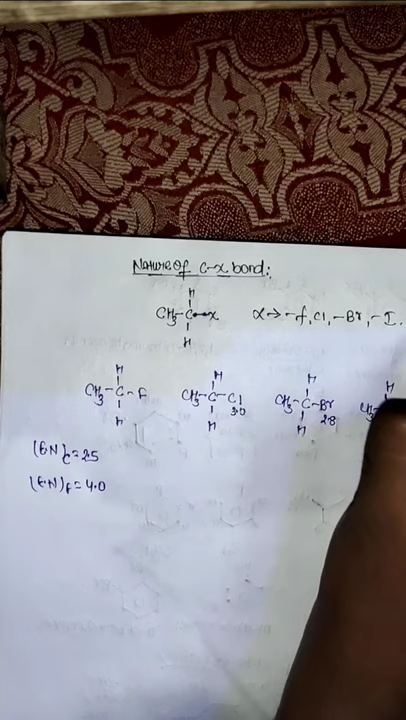 Nature of C-X bond:
H
CH3-C-X X→-F, Cl, -Br, -I.
H
H H H H
CH3-C-F CH3-C-Cl CH3-C-Br CH3
3.0 2.8
H H H
(EN)C=2.5
(E.N)F=4.0